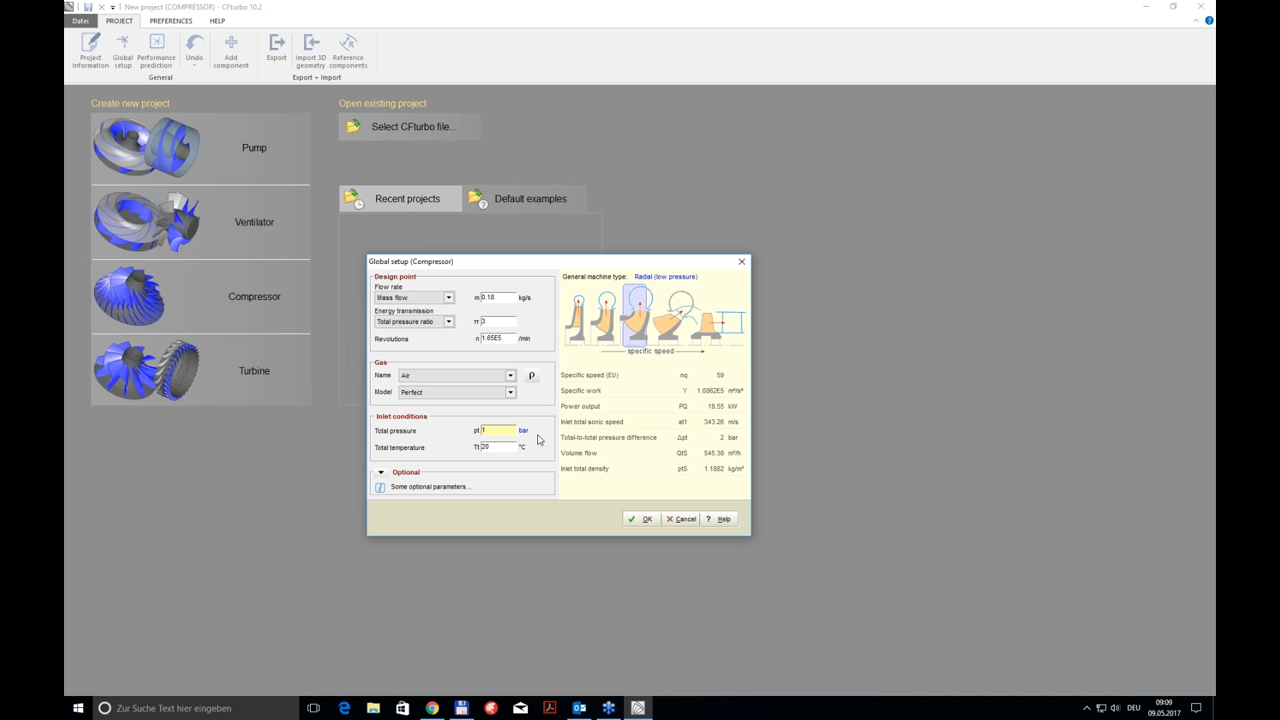 New project (COMPRESSOR) - CFturbo 10.2
Datei PROJECT PREFERENCES HELP
Project information
Global setup
Performance prediction
Undo
Add component
Export
Import 3D geometry
Reference components
General
Export + Import
Create new project
Pump
Ventilator
Compressor
Turbine
Open existing project
Select CFturbo file...
Recent projects
Default examples
Global setup (Compressor)
Design point
Flow rate
Mass flow m 0.18 kg/s
Energy transmission
Total pressure ratio π 3
Revolutions n 1.65E5 /min
Gas
Name Air ρ
Model Perfect
Inlet conditions
Total pressure pt 1 bar
Total temperature Tt 20 °C
Optional
Some optional parameters...
General machine type: Radial (low pressure)
specific speed
Specific speed (EU) nq 59
Specific work Y 1.0862E5 m²/s²
Power output PQ 19.55 kW
Inlet total sonic speed at1 343.26 m/s
Total-to-total pressure difference Δpt 2 bar
Volume flow QtS 545.38 m³/h
Inlet total density ρtS 1.1882 kg/m³
OK Cancel ? Help
Zur Suche Text hier eingeben
DEU
09:09
09.05.2017